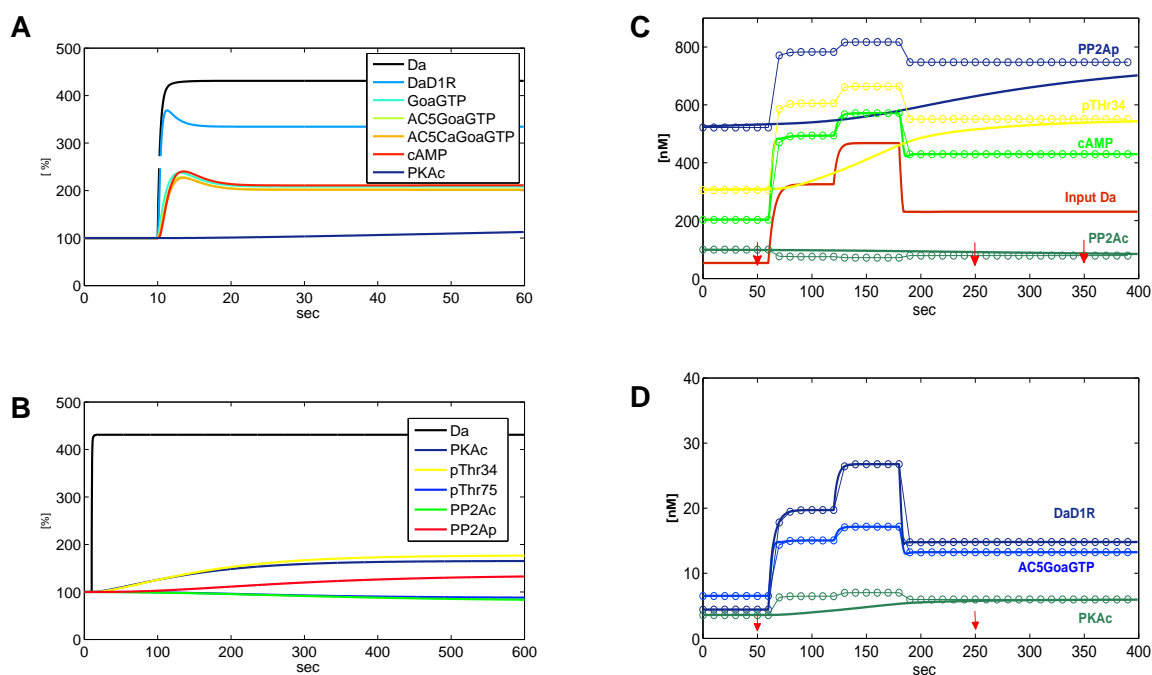 A
500
400
300
200
100
0
[%]
0 10 20 30 40 50 60
sec
Da
DaD1R
GoaGTP
AC5GoaGTP
AC5CaGoaGTP
cAMP
PKAc
B
500
400
300
200
100
0
[%]
0 100 200 300 400 500 600
sec
Da
PKAc
pThr34
pThr75
PP2Ac
PP2Ap
C
800
600
400
200
0
[nM]
0 50 100 150 200 250 300 350 400
sec
PP2Ap
pTHr34
cAMP
Input Da
PP2Ac
D
40
30
20
10
0
[nM]
0 50 100 150 200 250 300 350 400
sec
DaD1R
AC5GoaGTP
PKAc